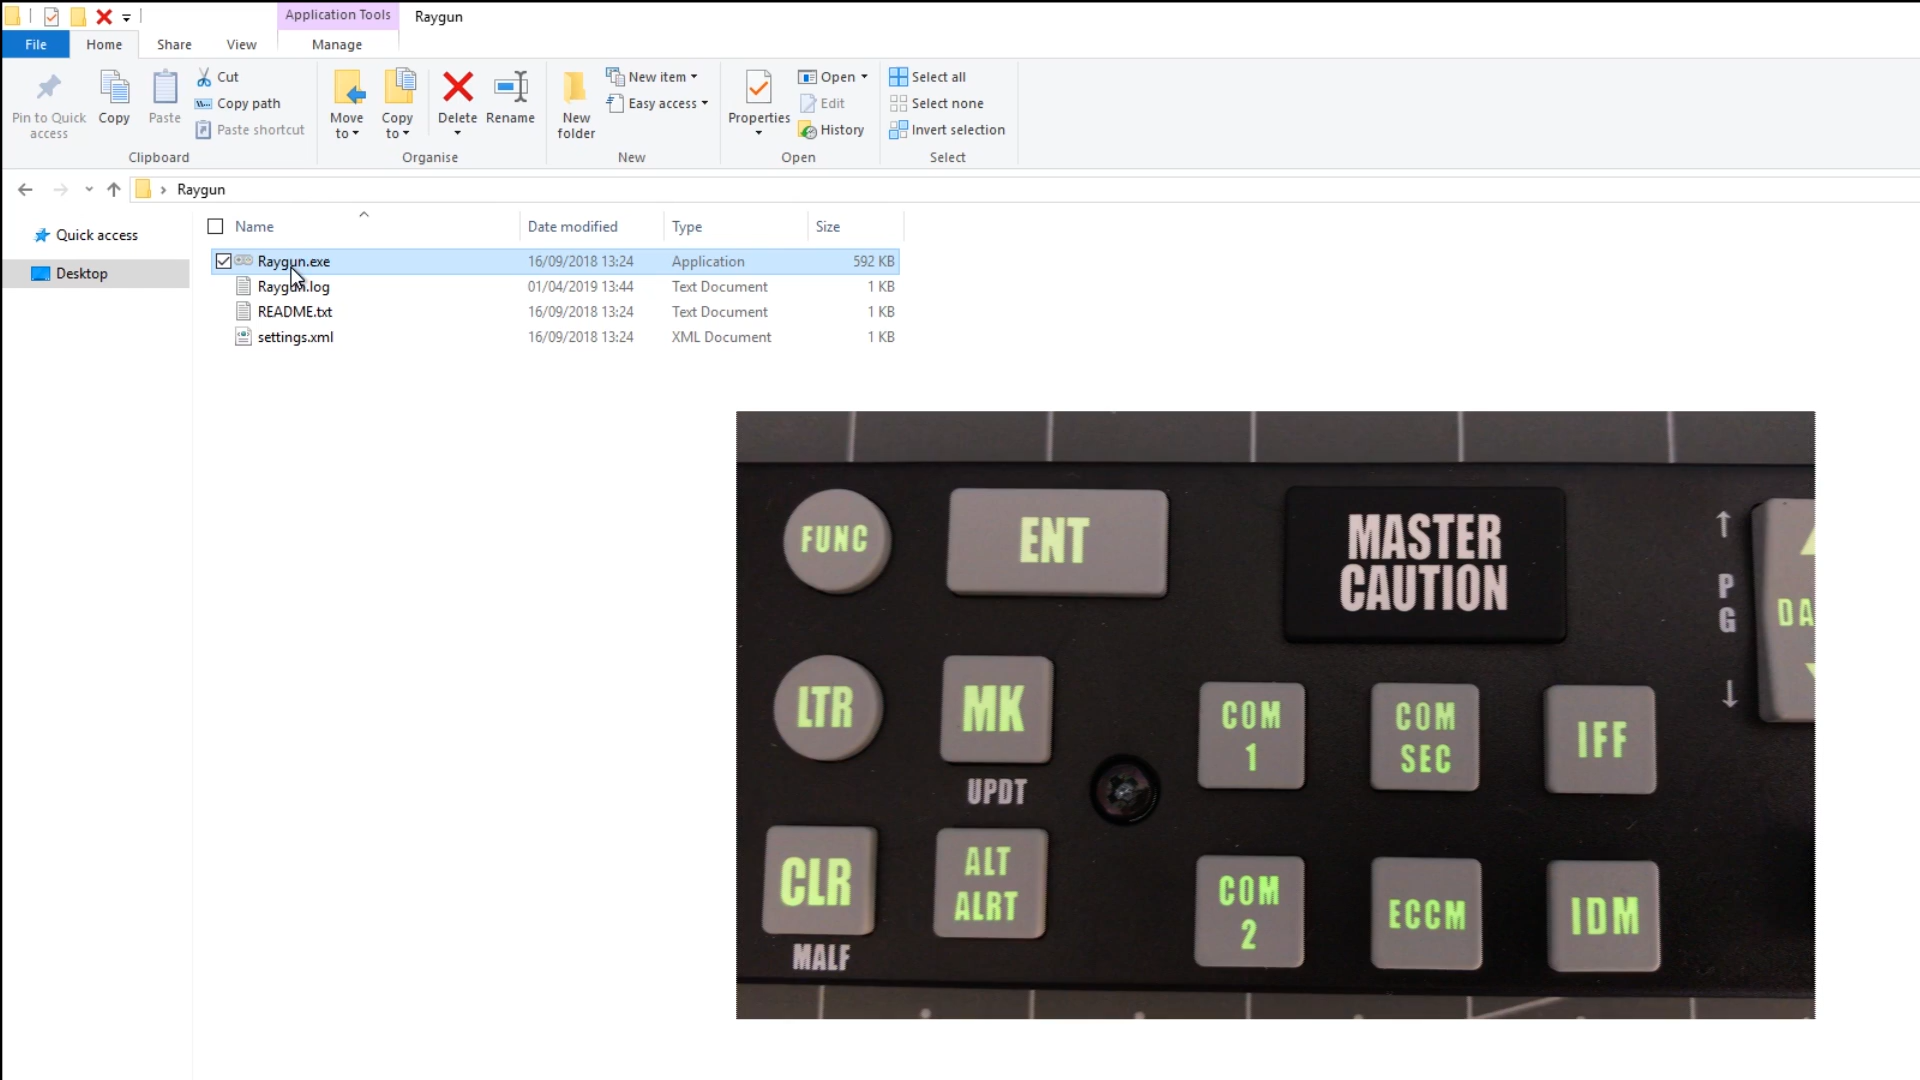 Application Tools Raygun
File Home Share View Manage
Pin to Quick access
Copy
Paste
Cut
Copy path
Paste shortcut
Clipboard
Move to
Copy to
Delete
Rename
Organise
New folder
New item
Easy access
New
Properties
Open
Edit
History
Open
Select all
Select none
Invert selection
Select
Raygun
Quick access
Desktop
Name Date modified Type Size
Raygun.exe 16/09/2018 13:24 Application 592 KB
Raygun.log 01/04/2019 13:44 Text Document 1 KB
README.txt 16/09/2018 13:24 Text Document 1 KB
settings.xml 16/09/2018 13:24 XML Document 1 KB
FUNC
ENT
MASTER
CAUTION
PG
LTR
MK
UPDT
COM
1
COM
SEC
IFF
CLR
MALF
ALT
ALRT
COM
2
ECCM
IDM